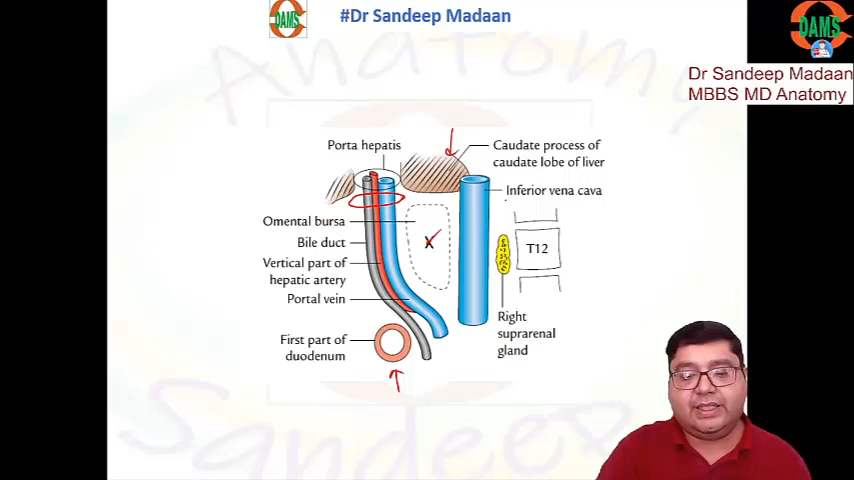 #Dr Sandeep Madaan
DAMS
DAMS
Dr Sandeep Madaan
MBBS MD Anatomy
Anatomy
Porta hepatis
Caudate process of
caudate lobe of liver
Inferior vena cava
Omental bursa
Bile duct
X
T12
Vertical part of
hepatic artery
Portal vein
Right
suprarenal
gland
First part of
duodenum
Sandeep